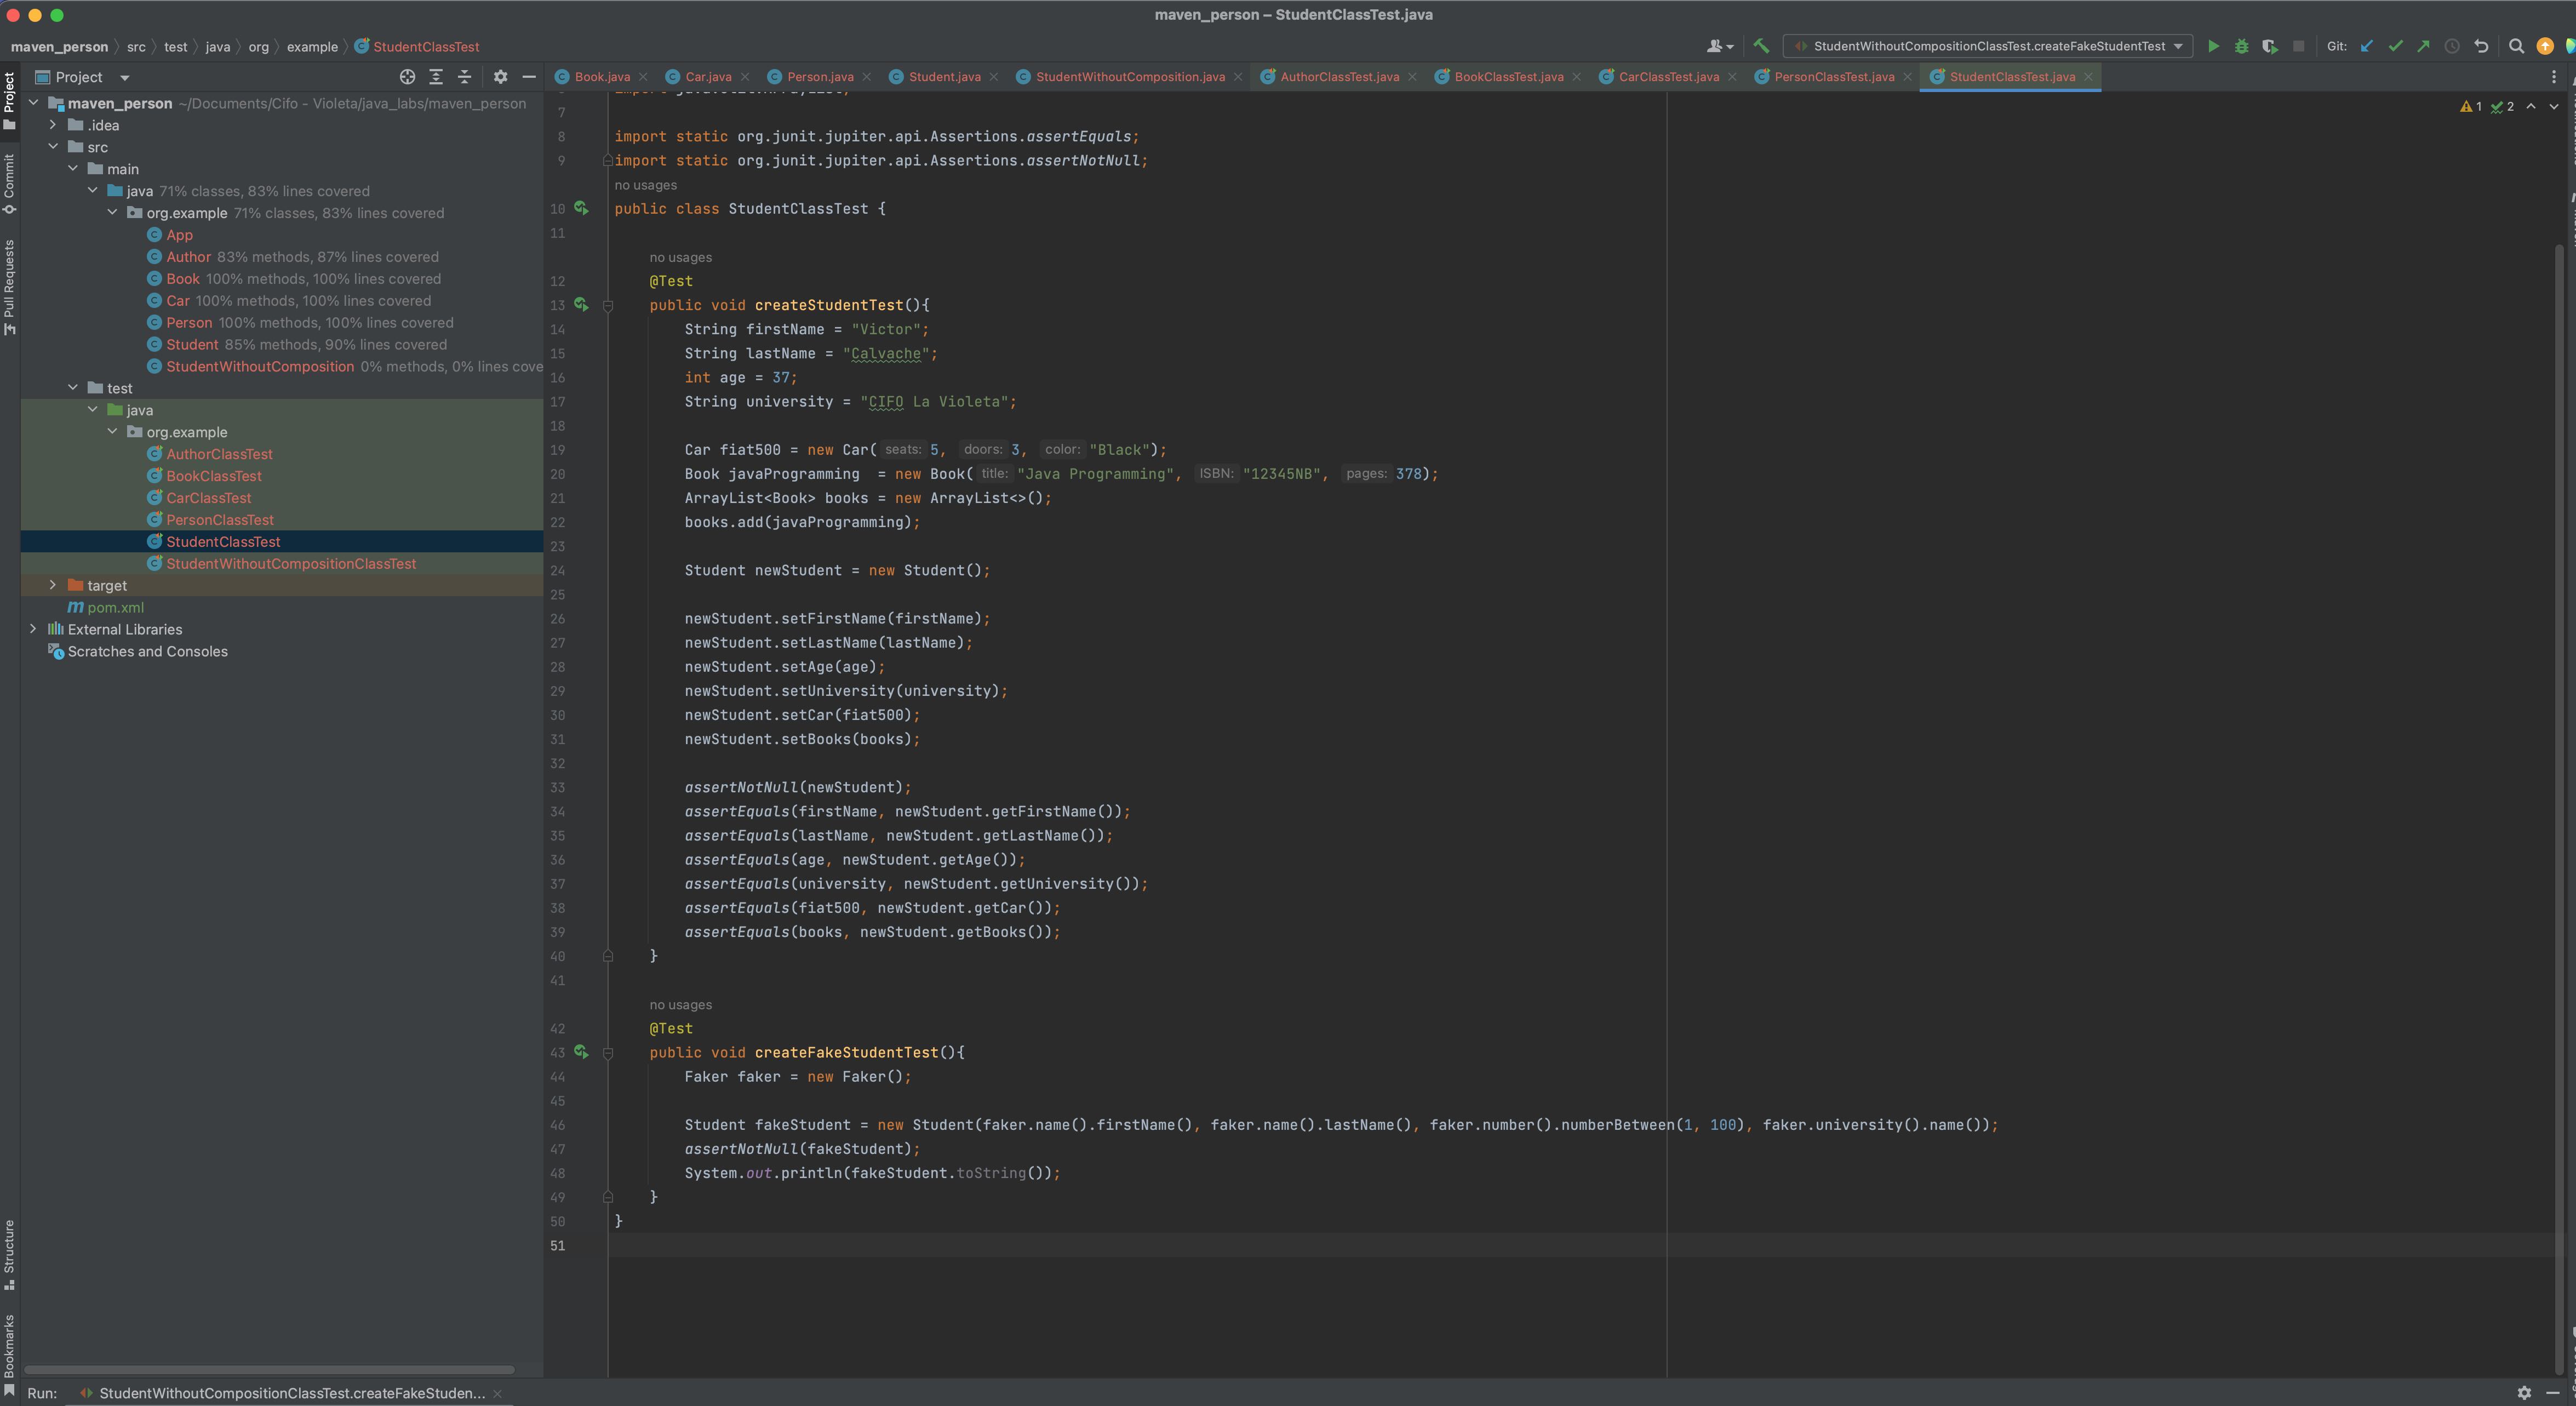 maven_person – StudentClassTest.java
maven_person src test java org example StudentClassTest
StudentWithoutCompositionClassTest.createFakeStudentTest Git:
Project
Book.java Car.java Person.java Student.java StudentWithoutComposition.java AuthorClassTest.java BookClassTest.java CarClassTest.java PersonClassTest.java StudentClassTest.java
Project
Commit
Pull Requests
Structure
Bookmarks
maven_person ~/Documents/Cifo - Violeta/java_labs/maven_person
.idea
src
main
java 71% classes, 83% lines covered
org.example 71% classes, 83% lines covered
App
Author 83% methods, 87% lines covered
Book 100% methods, 100% lines covered
Car 100% methods, 100% lines covered
Person 100% methods, 100% lines covered
Student 85% methods, 90% lines covered
StudentWithoutComposition 0% methods, 0% lines cove
test
java
org.example
AuthorClassTest
BookClassTest
CarClassTest
PersonClassTest
StudentClassTest
StudentWithoutCompositionClassTest
target
pom.xml
External Libraries
Scratches and Consoles
1 2
7
8 import static org.junit.jupiter.api.Assertions.assertEquals;
9 import static org.junit.jupiter.api.Assertions.assertNotNull;
no usages
10 public class StudentClassTest {
11
no usages
12 @Test
13 public void createStudentTest(){
14 String firstName = "Victor";
15 String lastName = "Calvache";
16 int age = 37;
17 String university = "CIFO La Violeta";
18
19 Car fiat500 = new Car( seats: 5, doors: 3, color: "Black");
20 Book javaProgramming  = new Book( title: "Java Programming", ISBN: "12345NB", pages: 378);
21 ArrayList<Book> books = new ArrayList<>();
22 books.add(javaProgramming);
23
24 Student newStudent = new Student();
25
26 newStudent.setFirstName(firstName);
27 newStudent.setLastName(lastName);
28 newStudent.setAge(age);
29 newStudent.setUniversity(university);
30 newStudent.setCar(fiat500);
31 newStudent.setBooks(books);
32
33 assertNotNull(newStudent);
34 assertEquals(firstName, newStudent.getFirstName());
35 assertEquals(lastName, newStudent.getLastName());
36 assertEquals(age, newStudent.getAge());
37 assertEquals(university, newStudent.getUniversity());
38 assertEquals(fiat500, newStudent.getCar());
39 assertEquals(books, newStudent.getBooks());
40 }
41
no usages
42 @Test
43 public void createFakeStudentTest(){
44 Faker faker = new Faker();
45
46 Student fakeStudent = new Student(faker.name().firstName(), faker.name().lastName(), faker.number().numberBetween(1, 100), faker.university().name());
47 assertNotNull(fakeStudent);
48 System.out.println(fakeStudent.toString());
49 }
50 }
51
Run: StudentWithoutCompositionClassTest.createFakeStuden...